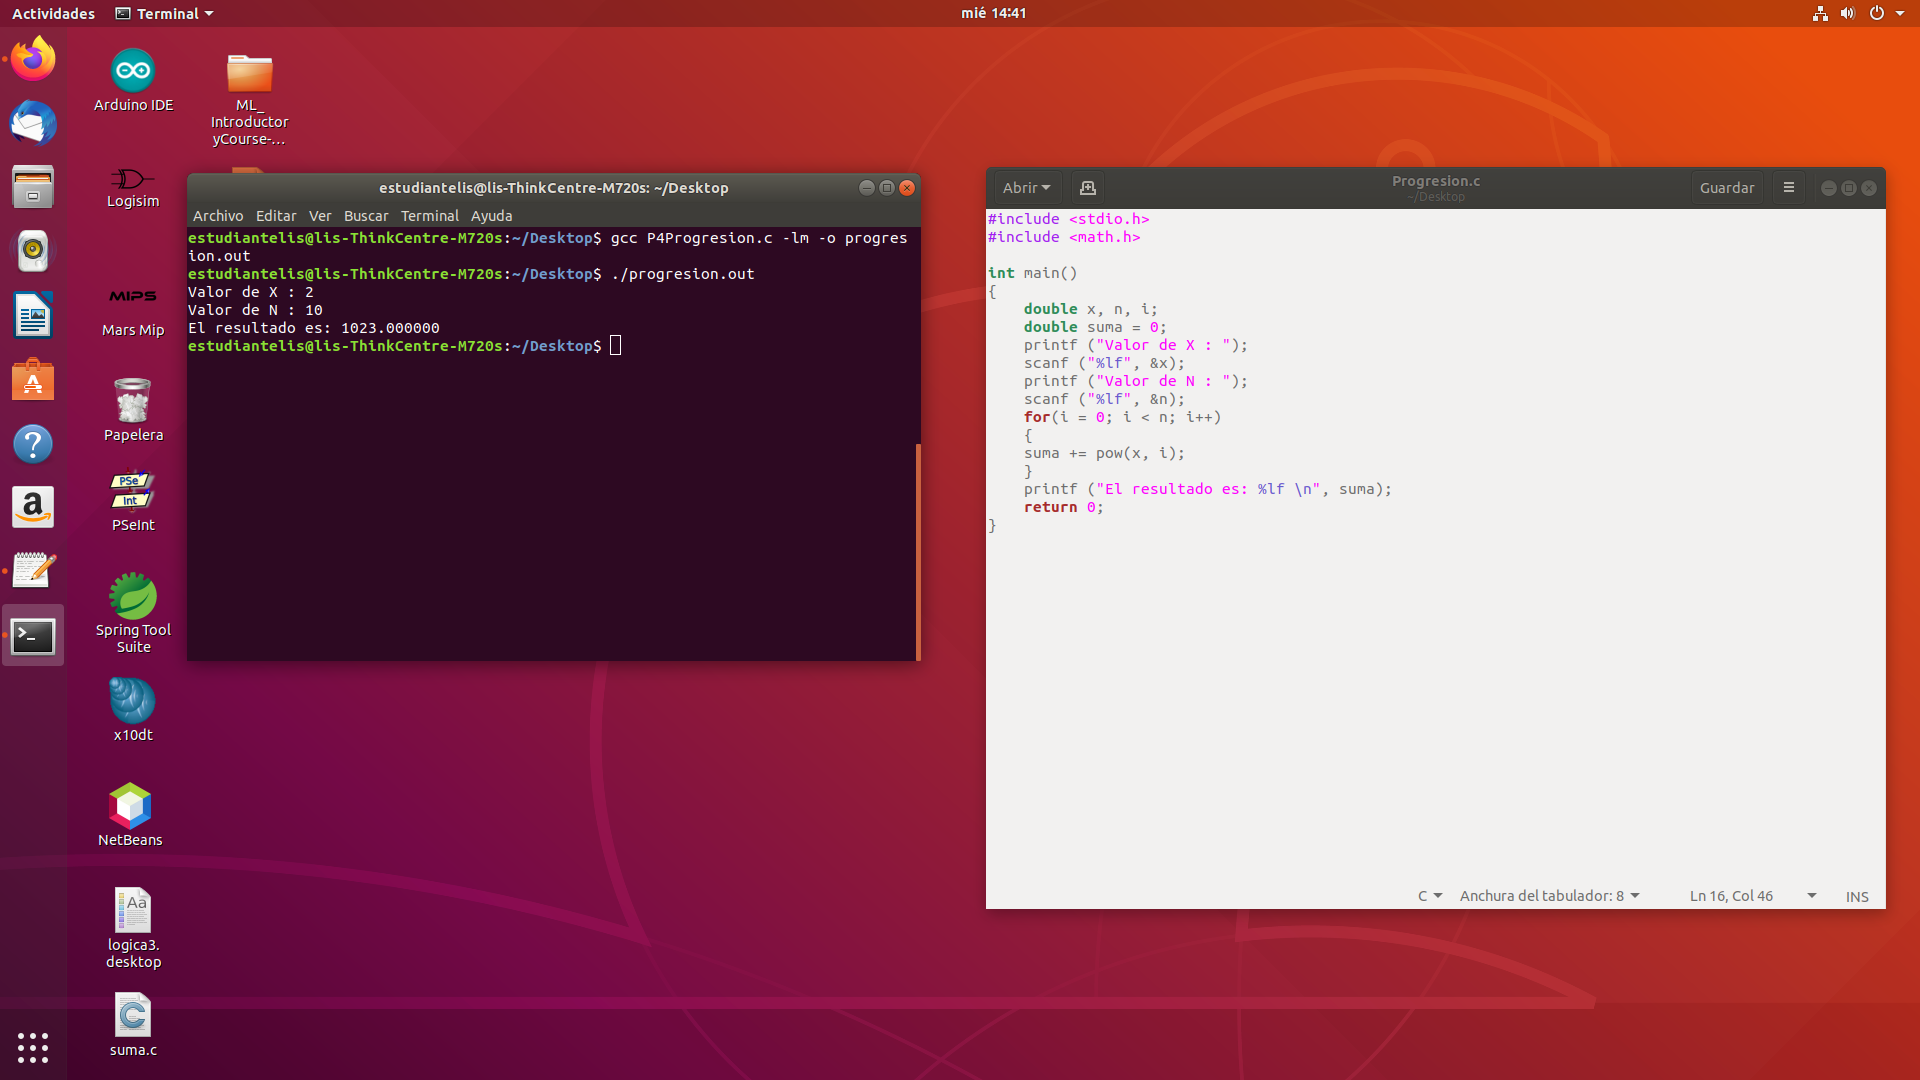 Actividades
Terminal
mié 14:41
Arduino IDE
ML_
Introductor
yCourse-...
Logisim
MIPS
Mars Mip
Papelera
PSe
Int
PSeInt
Spring Tool
Suite
x10dt
NetBeans
Aa
logica3.
desktop
C
suma.c
estudiantelis@lis-ThinkCentre-M720s: ~/Desktop
Archivo Editar Ver Buscar Terminal Ayuda
estudiantelis@lis-ThinkCentre-M720s:~/Desktop$ gcc P4Progresion.c -lm -o progres
ion.out
estudiantelis@lis-ThinkCentre-M720s:~/Desktop$ ./progresion.out
Valor de X : 2
Valor de N : 10
El resultado es: 1023.000000
estudiantelis@lis-ThinkCentre-M720s:~/Desktop$
Abrir
Progresion.c
~/Desktop
Guardar
#include <stdio.h>
#include <math.h>
int main()
{
double x, n, i;
double suma = 0;
printf ("Valor de X : ");
scanf ("%lf", &x);
printf ("Valor de N : ");
scanf ("%lf", &n);
for(i = 0; i < n; i++)
{
suma += pow(x, i);
}
printf ("El resultado es: %lf \n", suma);
return 0;
}
C
Anchura del tabulador: 8
Ln 16, Col 46
INS